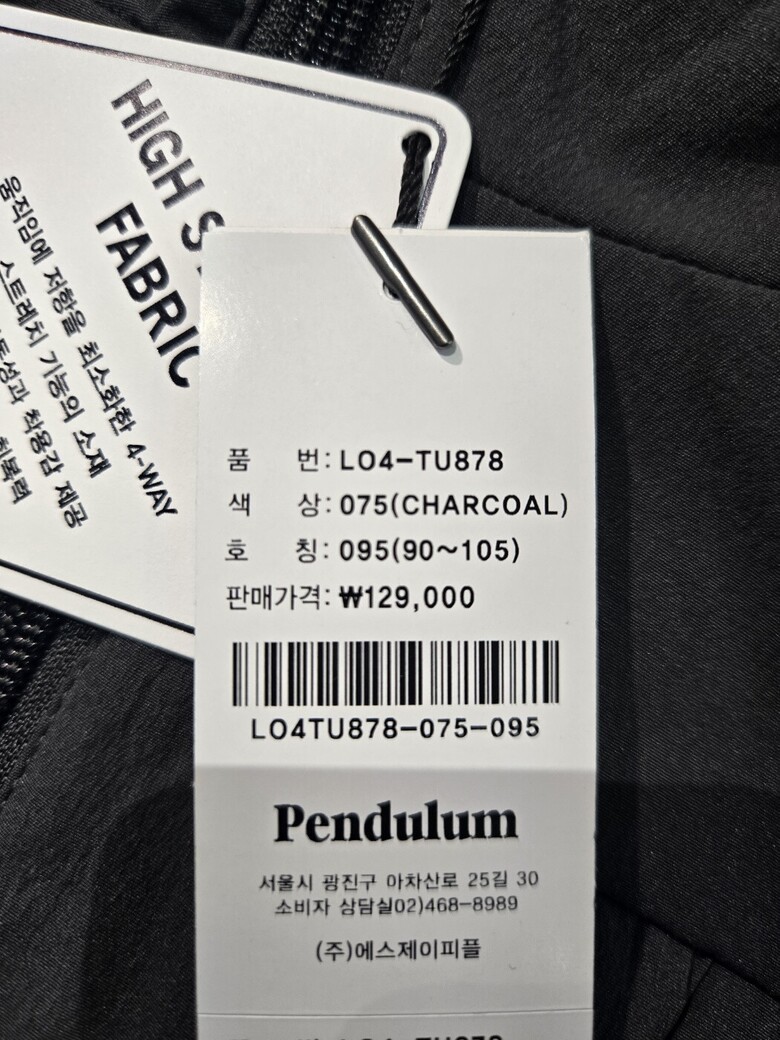 HIGH
FABRIC
움직임에 저항을 최소화한 4-WAY
스트레치 기능의 소재
착용감 제공
회복력
품 번: LO4-TU878
색 상: 075(CHARCOAL)
호 칭: 095(90~105)
판매가격: ₩129,000
LO4TU878-075-095
Pendulum
서울시 광진구 아차산로 25길 30
소비자 상담실02)468-8989
(주)에스제이피플